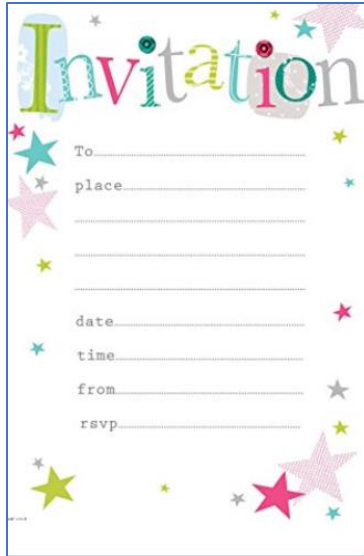 Invitation
To
place
date
time
from
rsvp